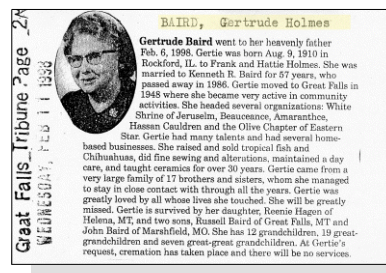 BAIRD, Gertrude Holmes
Gertrude Baird went to her heavenly father
Feb. 6, 1998. Gertie was born Aug. 9, 1910 in
Rockford, IL. to Frank and Hattie Holmes. She was
married to Kenneth R. Baird for 57 years, who
passed away in 1986. Gertie moved to Great Falls in
1948 where she became very active in community
activities. She headed several organizations: White
Shrine of Jeruselm, Beauceance, Amaranthce,
Hassan Cauldren and the Olive Chapter of Eastern
Star. Gertie had many talents and had several home-
based businesses. She raised and sold tropical fish and
Chihuahuas, did fine sewing and alterations, maintained a day
care, and taught ceramics for over 30 years. Gertie came from a
very large family of 17 brothers and sisters, whom she managed
to stay in close contact with through all the years. Gertie was
greatly loved by all whose lives she touched. She will be greatly
missed. Gertie is survived by her daughter, Reenie Hagen of
Helena, MT, and two sons, Russell Baird of Great Falls, MT and
John Baird of Marshfield, MO. She has 12 grandchildren, 19 great-
grandchildren and seven great-great grandchildren. At Gertie's
request, cremation has taken place and there will be no services.
Great Falls Tribune Page 2A
WEDNESDAY, FEB 11 1998